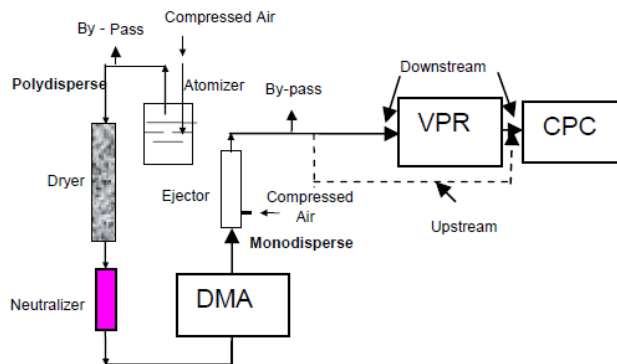 Compressed Air
By - Pass
Polydisperse
Atomizer
By-pass
Downstream
VPR
CPC
Dryer
Ejector
Compressed
Air
Upstream
Monodisperse
Neutralizer
DMA